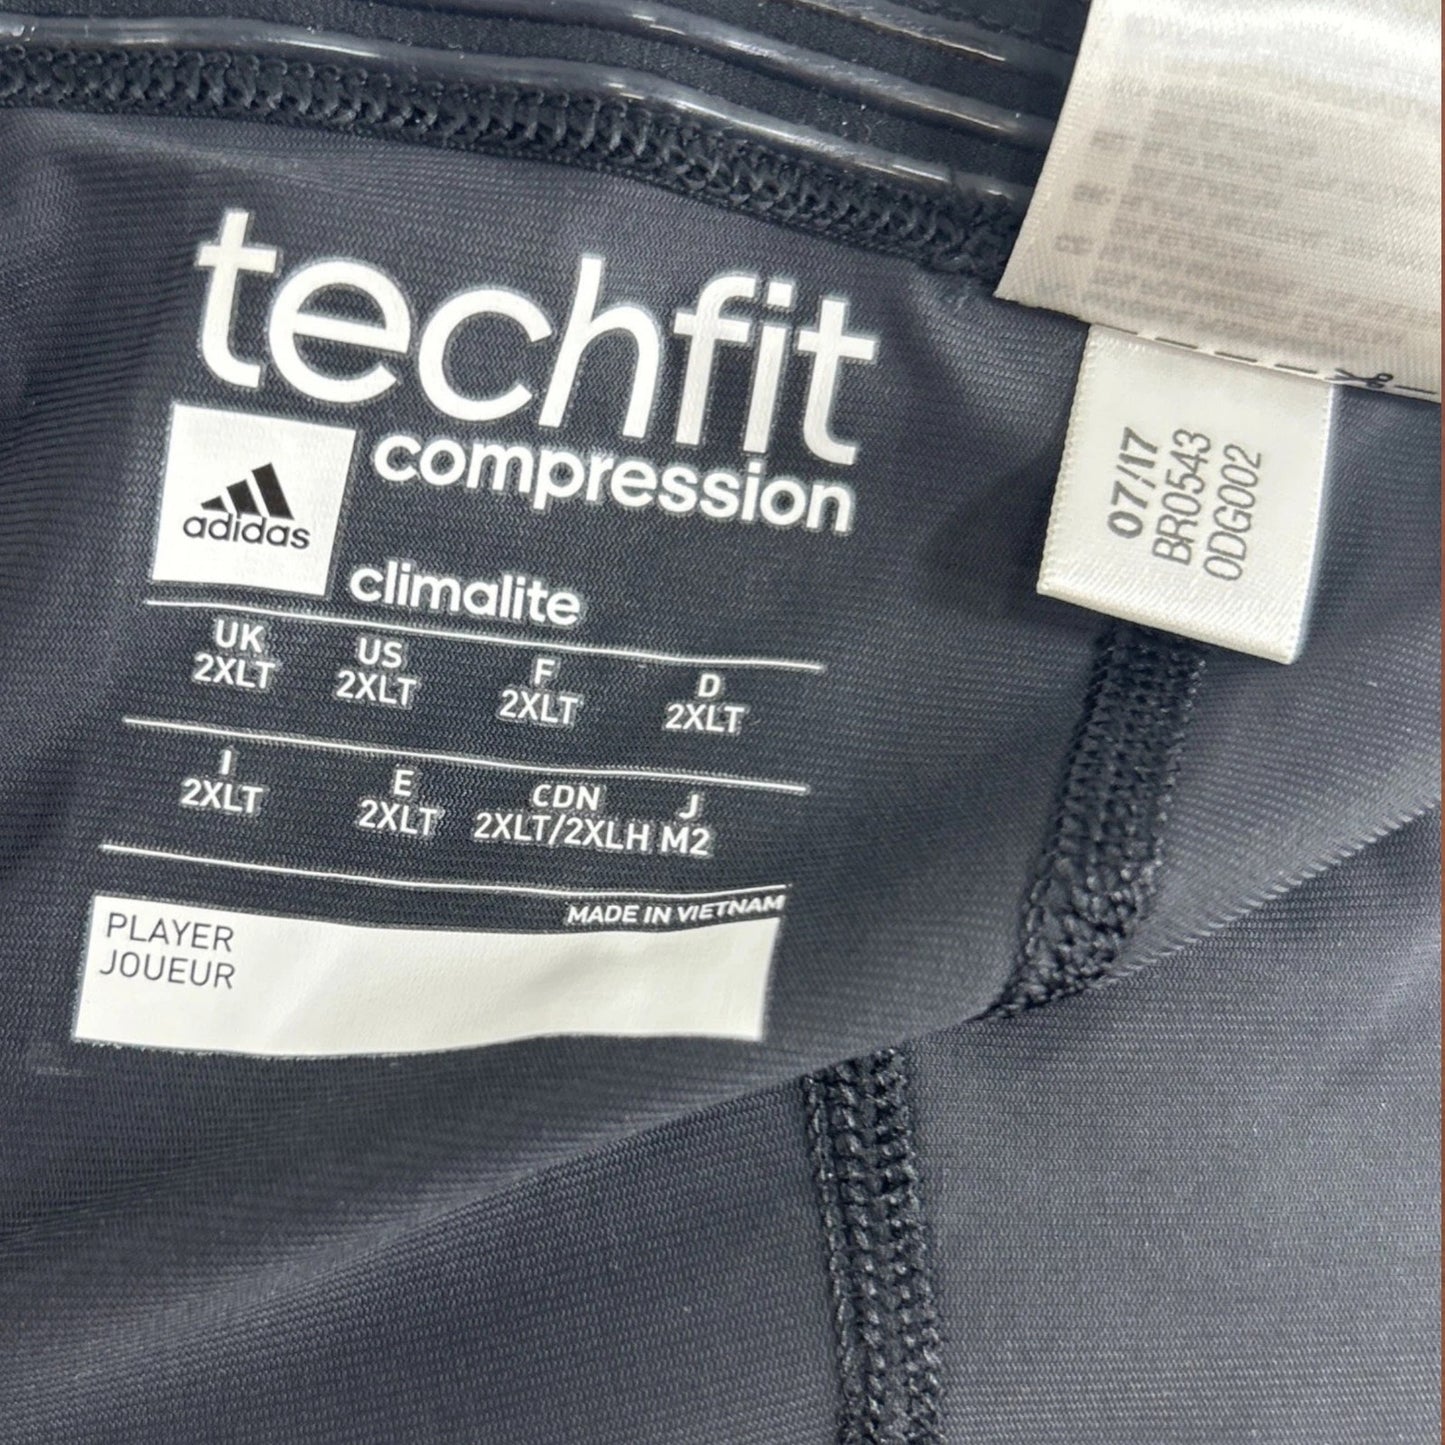 techfit
compression
adidas
climalite
UK US F D
2XLT 2XLT 2XLT 2XLT
I E CDN J
2XLT 2XLT 2XLT/2XLH M2
MADE IN VIETNAM
PLAYER
JOUEUR
07/17
BR0543
0DG002